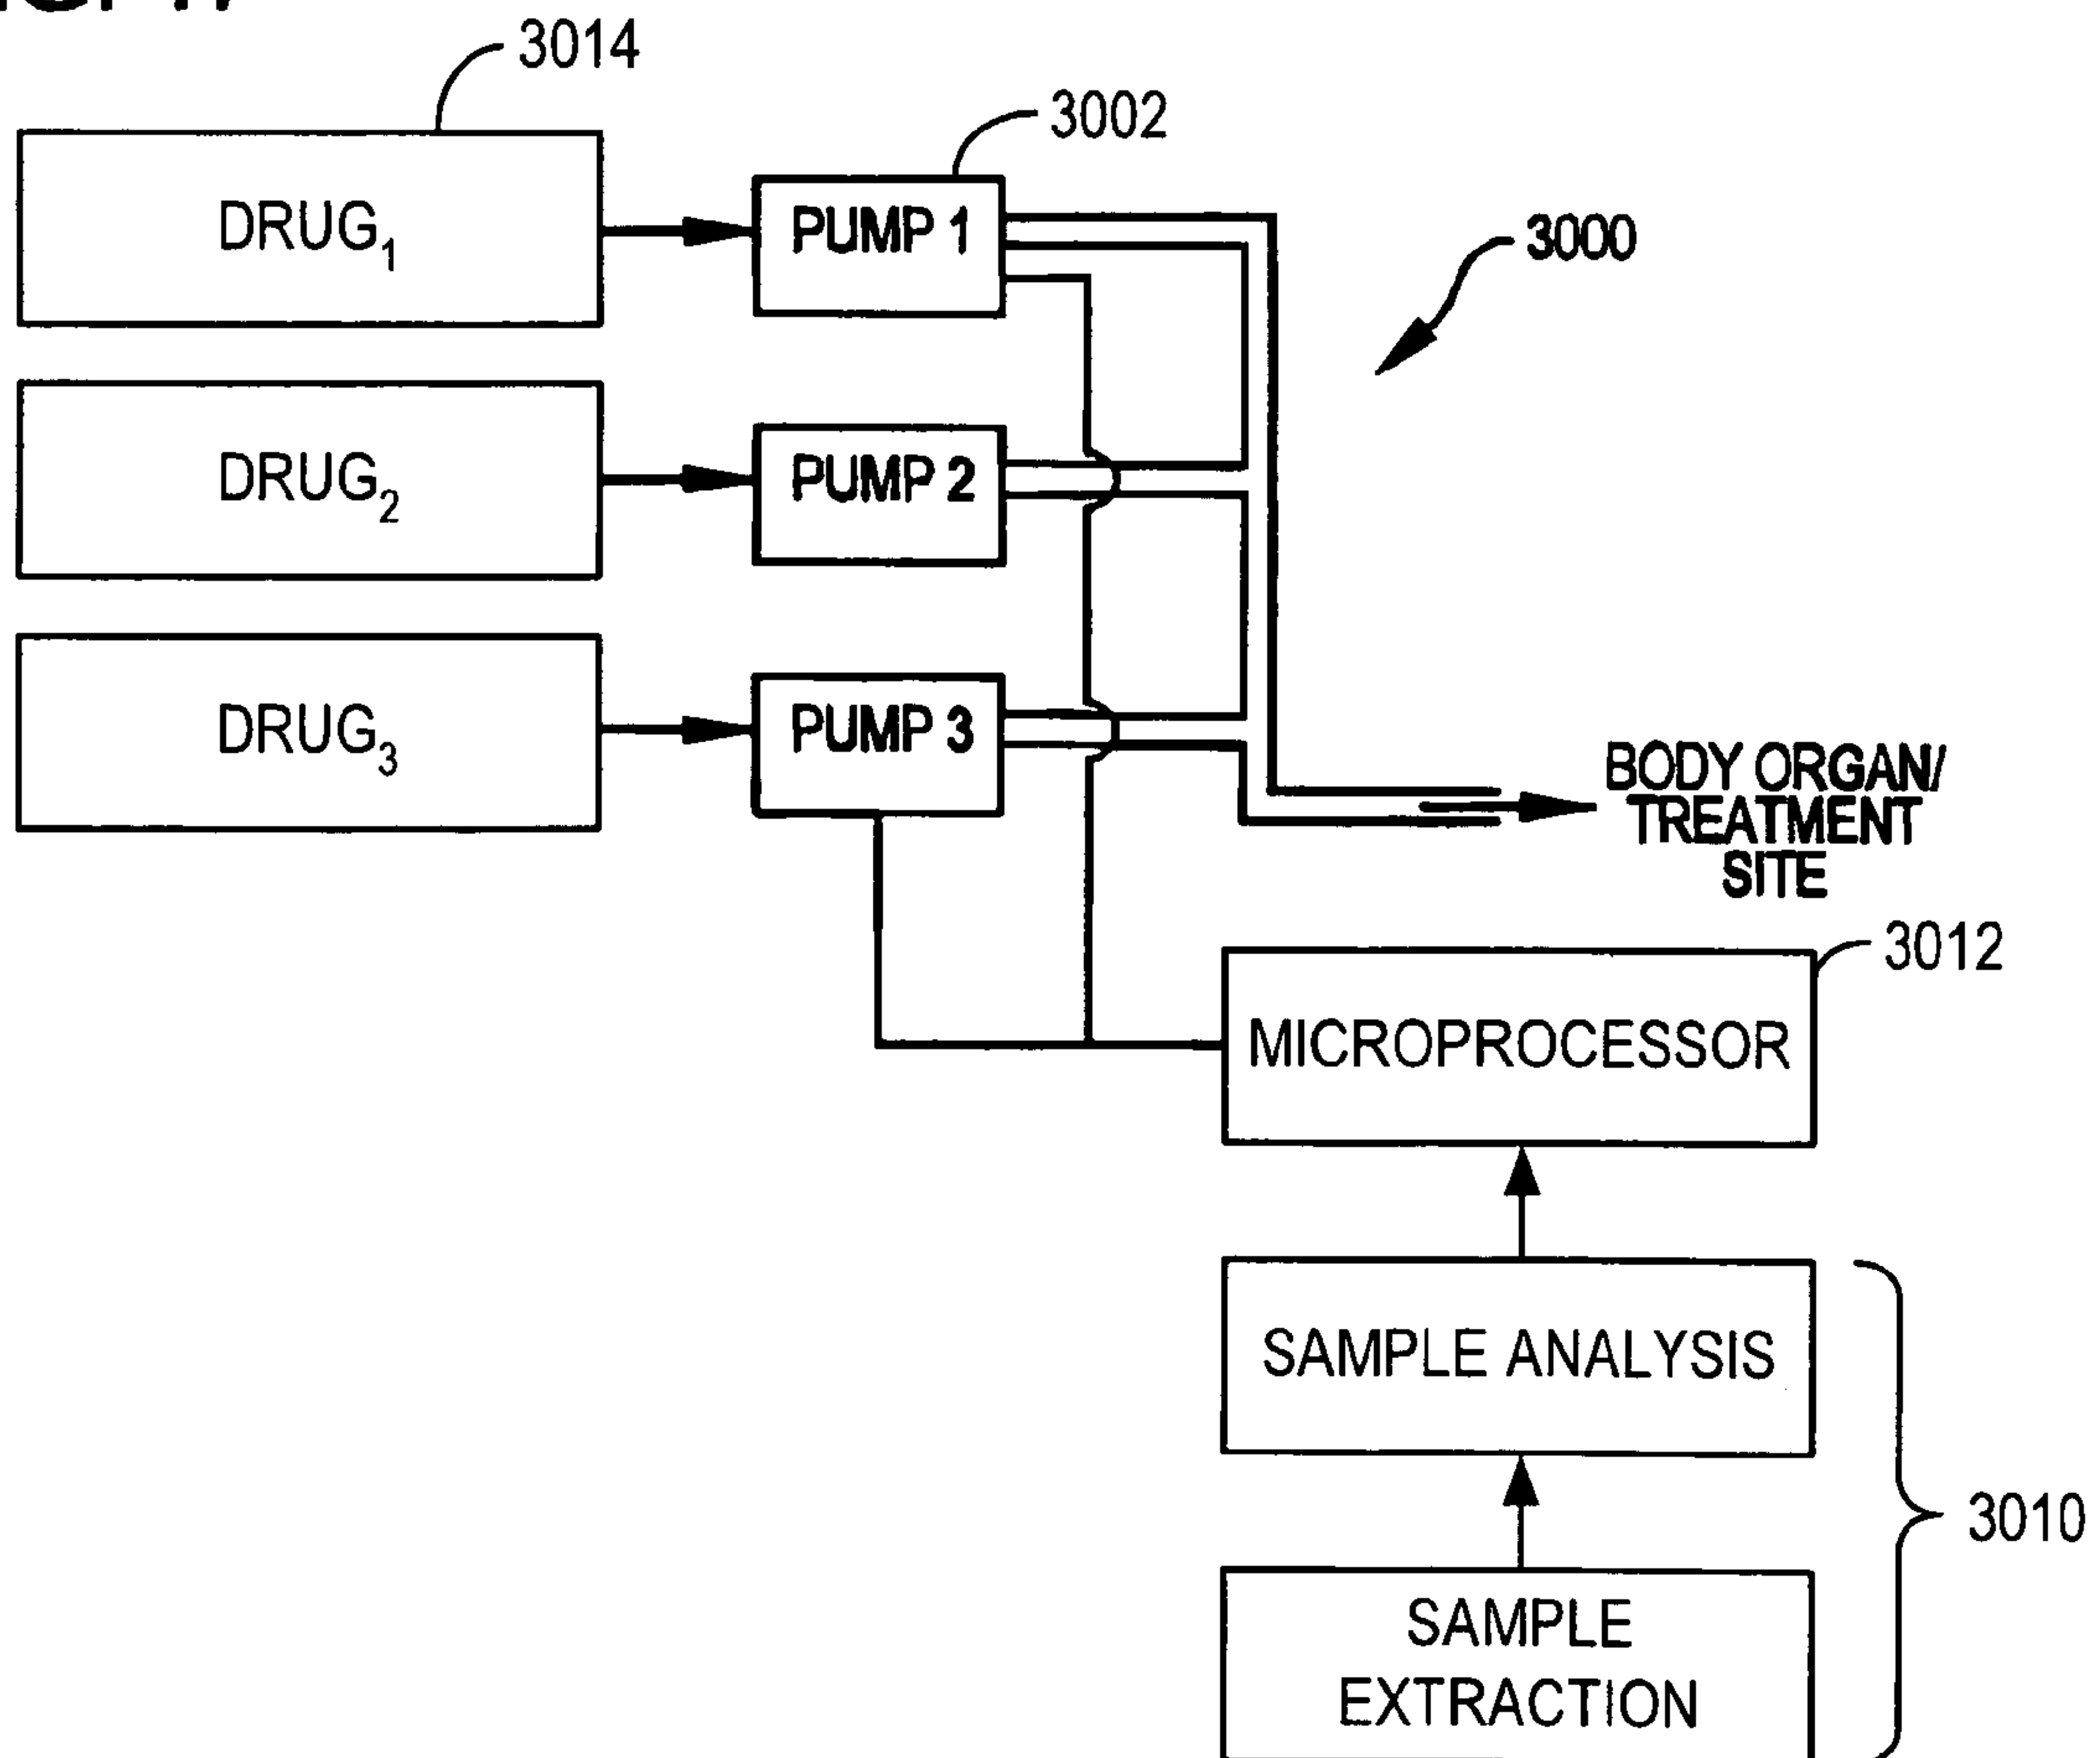 3014
3002
DRUG1
PUMP 1
3000
DRUG2
PUMP 2
DRUG3
PUMP 3
BODY ORGAN/
TREATMENT
SITE
3012
MICROPROCESSOR
SAMPLE ANALYSIS
3010
SAMPLE
EXTRACTION